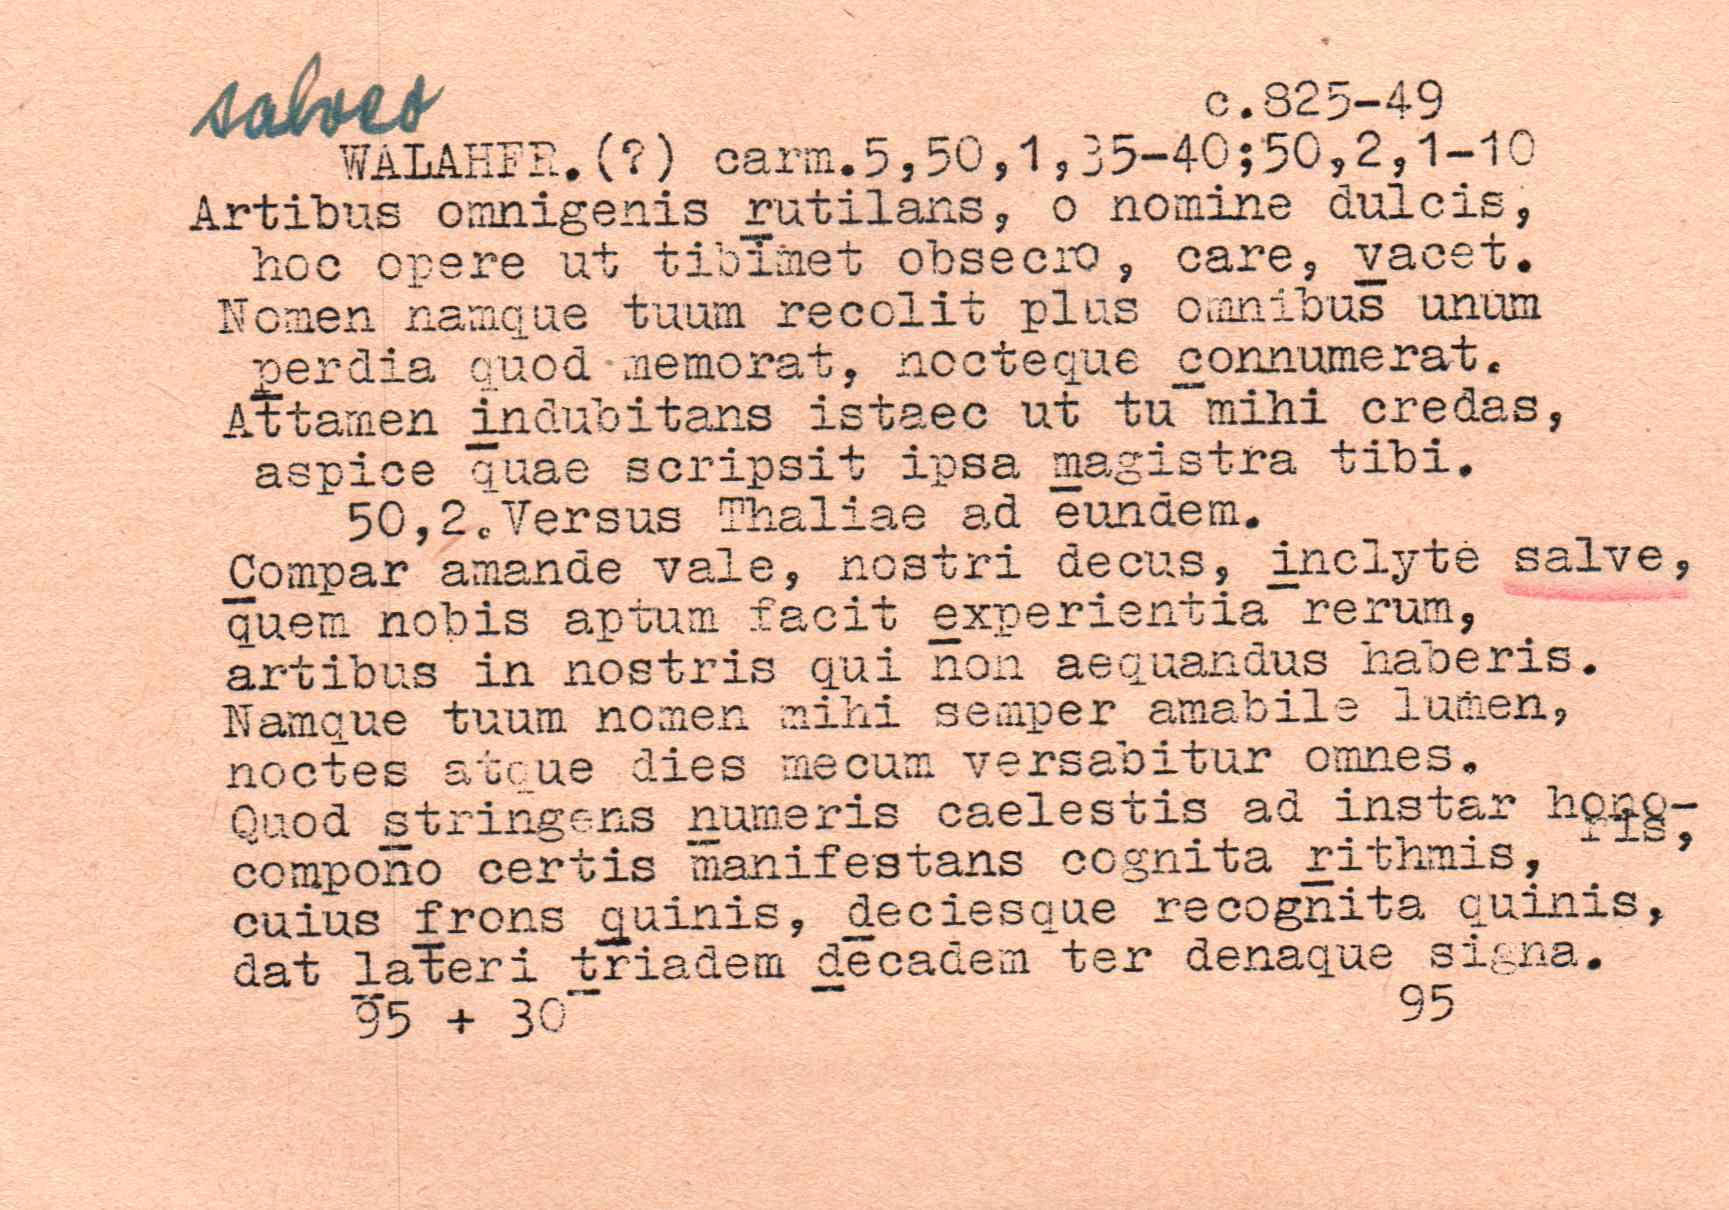 salveo
c.825-49
WALAHFR.(?) carm.5,50,1,35-40;50,2,1-10
Artibus omnigenis rutilans, o nomine dulcis,
hoc opere ut tibimet obsecro, care, vacet.
Nomen namque tuum recolit plus omnibus unum
perdia quod memorat, nocteque connumerat.
Attamen indubitans istaec ut tu mihi credas,
aspice quae scripsit ipsa magistra tibi.
50,2.Versus Thaliae ad eundem.
Compar amande vale, nostri decus, inclyte salve,
quem nobis aptum facit experientia rerum,
artibus in nostris qui non aequandus haberis.
Namque tuum nomen mihi semper amabile lumen,
noctes atque dies mecum versabitur omnes.
Quod stringens numeris caelestis ad instar hono-
ris,
compono certis manifestans cognita rithmis,
cuius frons quinis, deciesque recognita quinis,
dat lateri triadem decadem ter denaque signa.
95 + 30 95